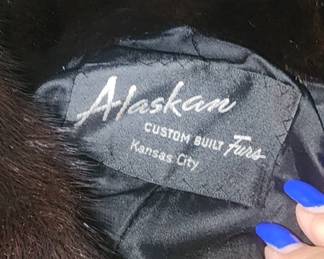 Alaskan
CUSTOM BUILT Furs
Kansas City